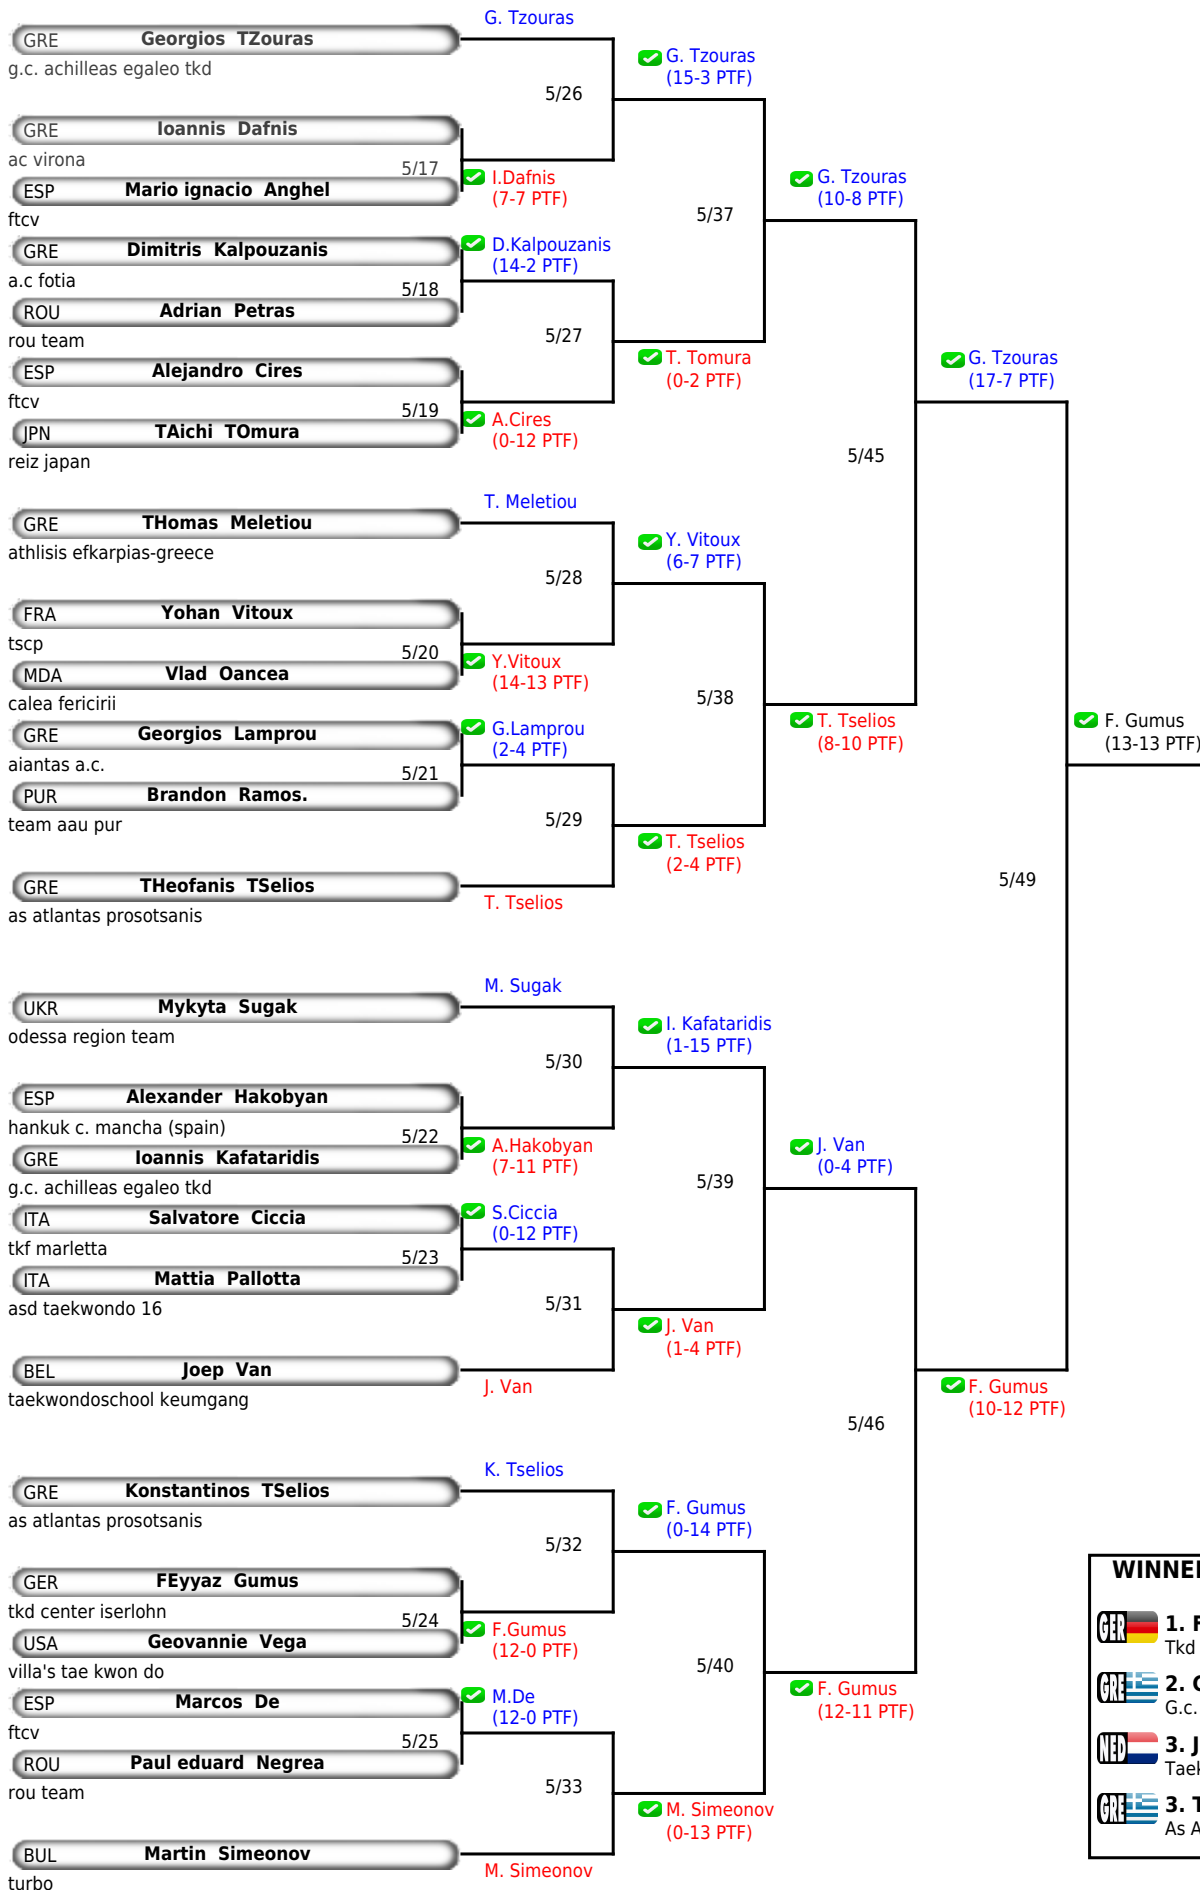 G. Tzouras
GRE Georgios TZouras
g.c. achilleas egaleo tkd
G. Tzouras
(15-3 PTF)
5/26
GRE Ioannis Dafnis
ac virona
5/17
ESP Mario ignacio Anghel
ftcv
I.Dafnis
(7-7 PTF)
G. Tzouras
(10-8 PTF)
5/37
GRE Dimitris Kalpouzanis
a.c fotia
D.Kalpouzanis
(14-2 PTF)
5/18
ROU Adrian Petras
rou team
5/27
ESP Alejandro Cires
ftcv
T. Tomura
(0-2 PTF)
G. Tzouras
(17-7 PTF)
5/19
JPN TAichi TOmura
reiz japan
A.Cires
(0-12 PTF)
5/45
T. Meletiou
GRE THomas Meletiou
athlisis efkarpias-greece
Y. Vitoux
(6-7 PTF)
5/28
FRA Yohan Vitoux
tscp
5/20
MDA Vlad Oancea
calea fericirii
Y.Vitoux
(14-13 PTF)
5/38
GRE Georgios Lamprou
aiantas a.c.
G.Lamprou
(2-4 PTF)
T. Tselios
(8-10 PTF)
F. Gumus
(13-13 PTF)
5/21
PUR Brandon Ramos.
team aau pur
5/29
T. Tselios
(2-4 PTF)
GRE THeofanis TSelios
as atlantas prosotsanis
T. Tselios
5/49
M. Sugak
UKR Mykyta Sugak
odessa region team
I. Kafataridis
(1-15 PTF)
5/30
ESP Alexander Hakobyan
hankuk c. mancha (spain)
5/22
GRE Ioannis Kafataridis
g.c. achilleas egaleo tkd
A.Hakobyan
(7-11 PTF)
J. Van
(0-4 PTF)
5/39
ITA Salvatore Ciccia
tkf marletta
S.Ciccia
(0-12 PTF)
5/23
ITA Mattia Pallotta
asd taekwondo 16
5/31
J. Van
(1-4 PTF)
BEL Joep Van
taekwondoschool keumgang
J. Van
F. Gumus
(10-12 PTF)
5/46
K. Tselios
GRE Konstantinos TSelios
as atlantas prosotsanis
F. Gumus
(0-14 PTF)
5/32
GER FEyyaz Gumus
tkd center iserlohn
5/24
USA Geovannie Vega
villa's tae kwon do
F.Gumus
(12-0 PTF)
5/40
ESP Marcos De
ftcv
M.De
(12-0 PTF)
F. Gumus
(12-11 PTF)
5/25
ROU Paul eduard Negrea
rou team
5/33
M. Simeonov
(0-13 PTF)
BUL Martin Simeonov
turbo
M. Simeonov
WINNE
GER 1. F
Tkd
GRE 2. G
G.c.
NED 3. J
Taek
GRE 3. T
As A